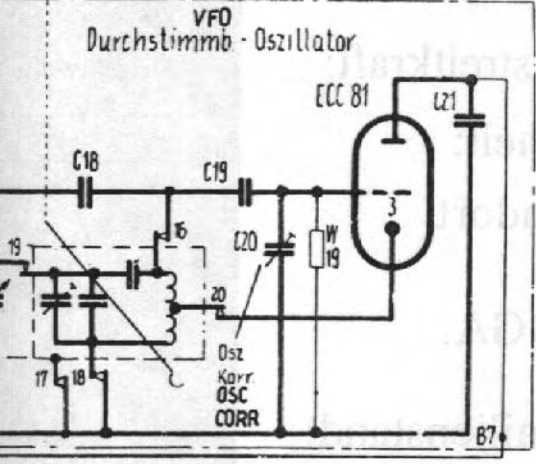 VFO
Durchstimmb - Oszillator
ECC 81
C21
C18
C19
3
16
19
C20
W
19
20
Osz
Korr.
OSC
CORR
17
18
B7